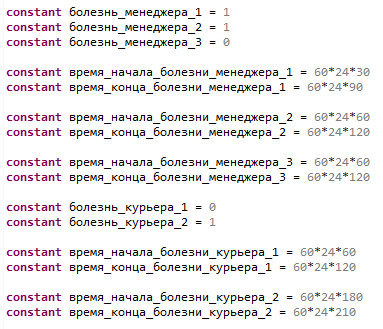 constant болезнь_менеджера_1 = 1
constant болезнь_менеджера_2 = 1
constant болезнь_менеджера_3 = 0
constant время_начала_болезни_менеджера_1 = 60*24*30
constant время_конца_болезни_менеджера_1 = 60*24*90
constant время_начала_болезни_менеджера_2 = 60*24*60
constant время_конца_болезни_менеджера_2 = 60*24*120
constant время_начала_болезни_менеджера_3 = 60*24*60
constant время_конца_болезни_менеджера_3 = 60*24*120
constant болезнь_курьера_1 = 0
constant болезнь_курьера_2 = 1
constant время_начала_болезни_курьера_1 = 60*24*60
constant время_конца_болезни_курьера_1 = 60*24*120
constant время_начала_болезни_курьера_2 = 60*24*180
constant время_конца_болезни_курьера_2 = 60*24*210